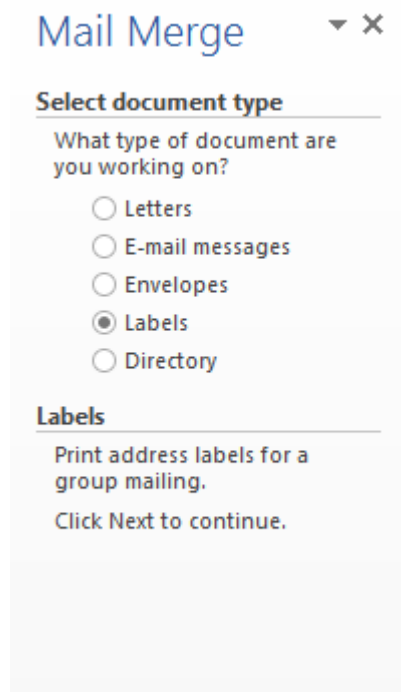 Mail Merge
Select document type
What type of document are
you working on?
Letters
E-mail messages
Envelopes
Labels
Directory
Labels
Print address labels for a
group mailing.
Click Next to continue.